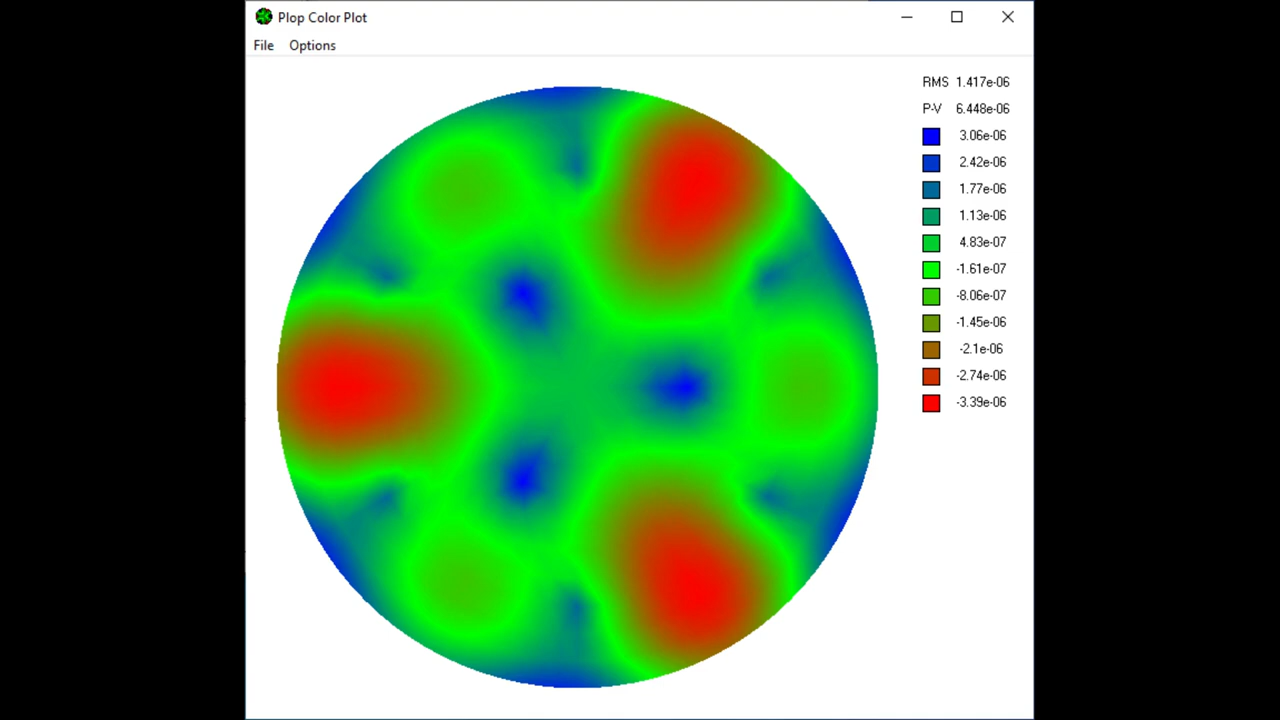 Plop Color Plot
File Options
RMS 1.417e-06
P-V 6.448e-06
3.06e-06
2.42e-06
1.77e-06
1.13e-06
4.83e-07
-1.61e-07
-8.06e-07
-1.45e-06
-2.1e-06
-2.74e-06
-3.39e-06